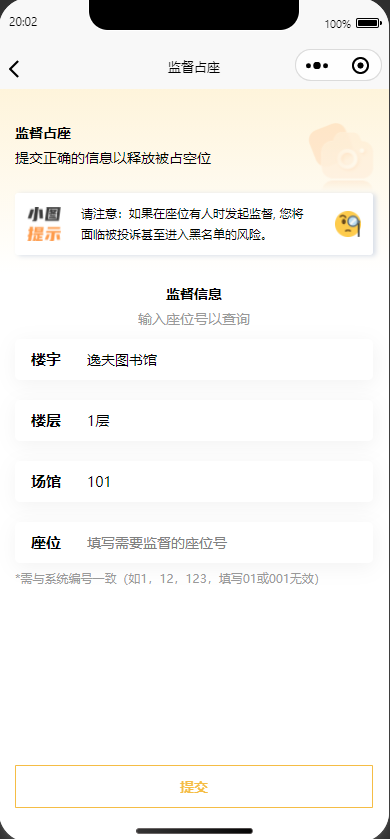 20:02
100%
监督占座
监督占座
提交正确的信息以释放被占空位
小图
提示
请注意：如果在座位有人时发起监督, 您将
面临被投诉甚至进入黑名单的风险。
监督信息
输入座位号以查询
楼宇 逸夫图书馆
楼层 1层
场馆 101
座位 填写需要监督的座位号
*需与系统编号一致（如1，12，123，填写01或001无效）
提交